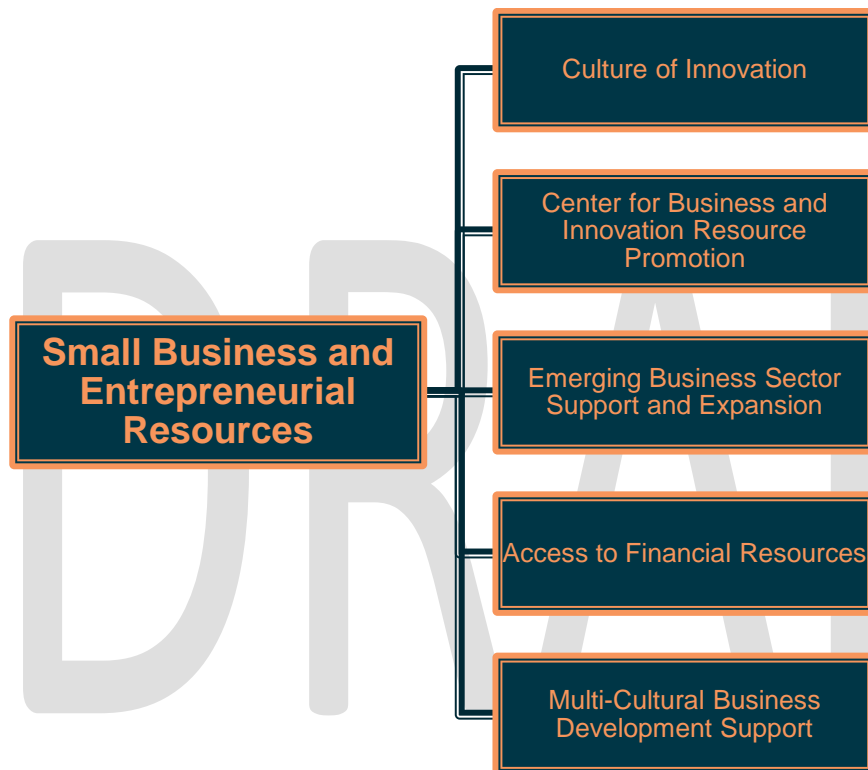 Culture of Innovation
Center for Business and
Innovation Resource
Promotion
Small Business and
Entrepreneurial
Resources
Emerging Business Sector
Support and Expansion
Access to Financial Resources
Multi-Cultural Business
Development Support
DRA